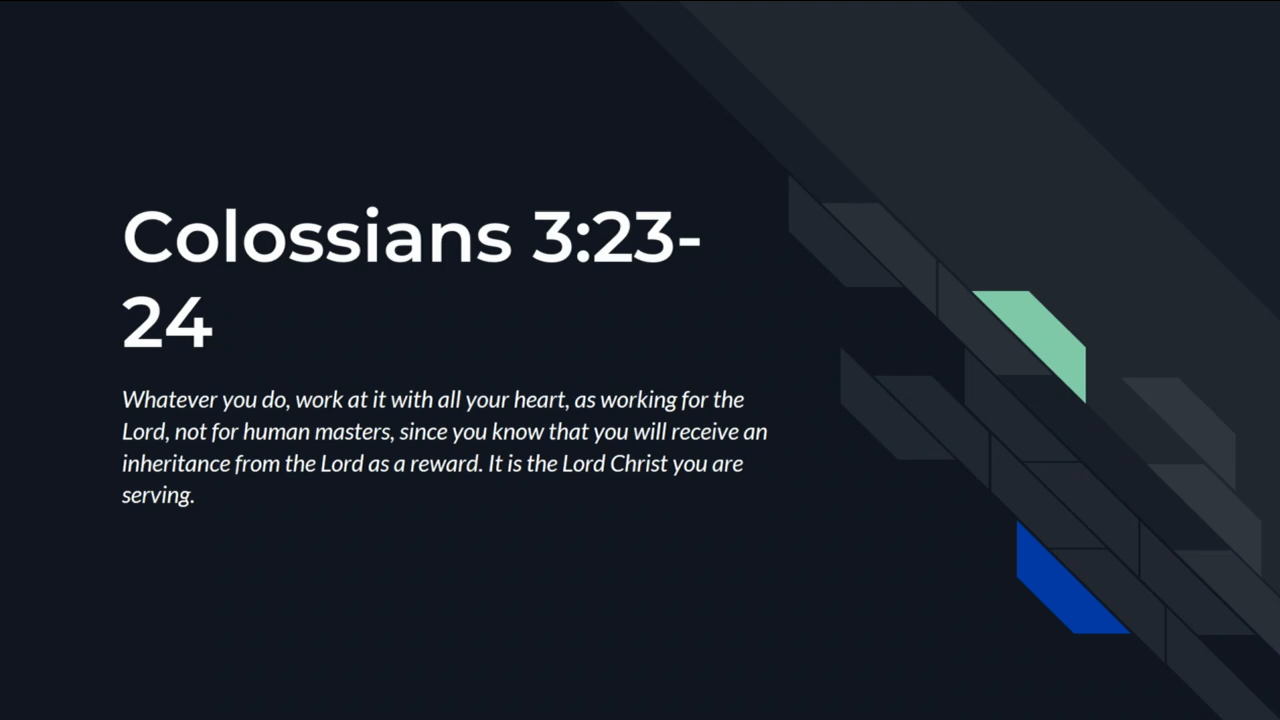 Colossians 3:23-
24
Whatever you do, work at it with all your heart, as working for the
Lord, not for human masters, since you know that you will receive an
inheritance from the Lord as a reward. It is the Lord Christ you are
serving.